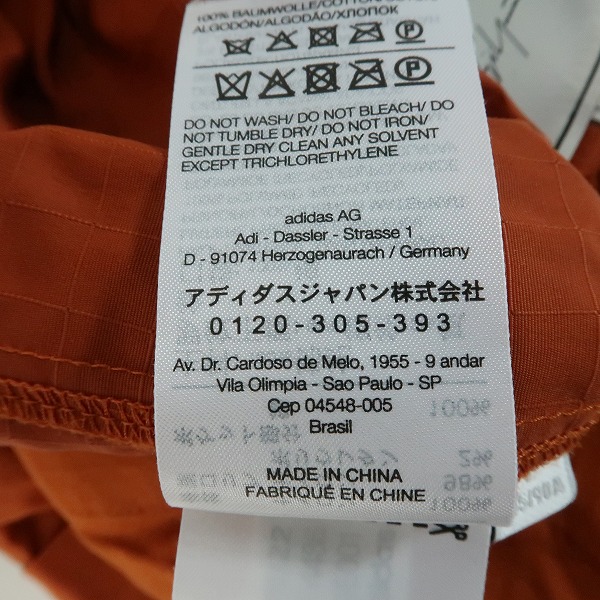 100% BAUMWOLLE/COTTON/
ALGODÓN/ALGODÃO/ХЛОПОК
DO NOT WASH/ DO NOT BLEACH/ DO
NOT TUMBLE DRY/ DO NOT IRON/
GENTLE DRY CLEAN ANY SOLVENT
EXCEPT TRICHLORETHYLENE
adidas AG
Adi - Dassler - Strasse 1
D - 91074 Herzogenaurach / Germany
アディダスジャパン株式会社
0120-305-393
Av. Dr. Cardoso de Melo, 1955 - 9 andar
Vila Olimpia - Sao Paulo - SP
Cep 04548-005
Brasil
MADE IN CHINA
FABRIQUÉ EN CHINE